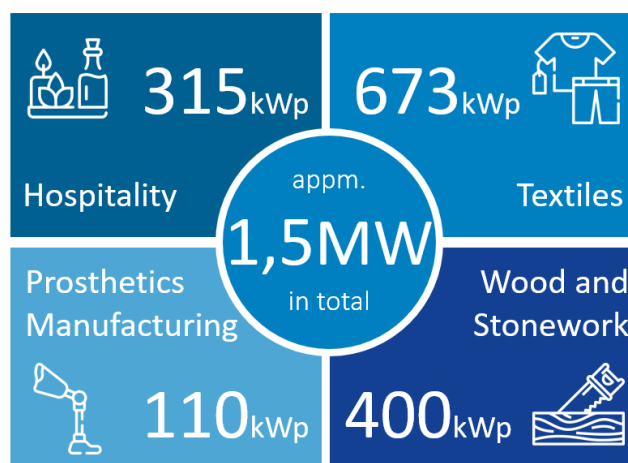 315kWp
Hospitality
673kWp
Textiles
appm.
1,5MW
in total
Prosthetics
Manufacturing
110kWp
Wood and
Stonework
400kWp